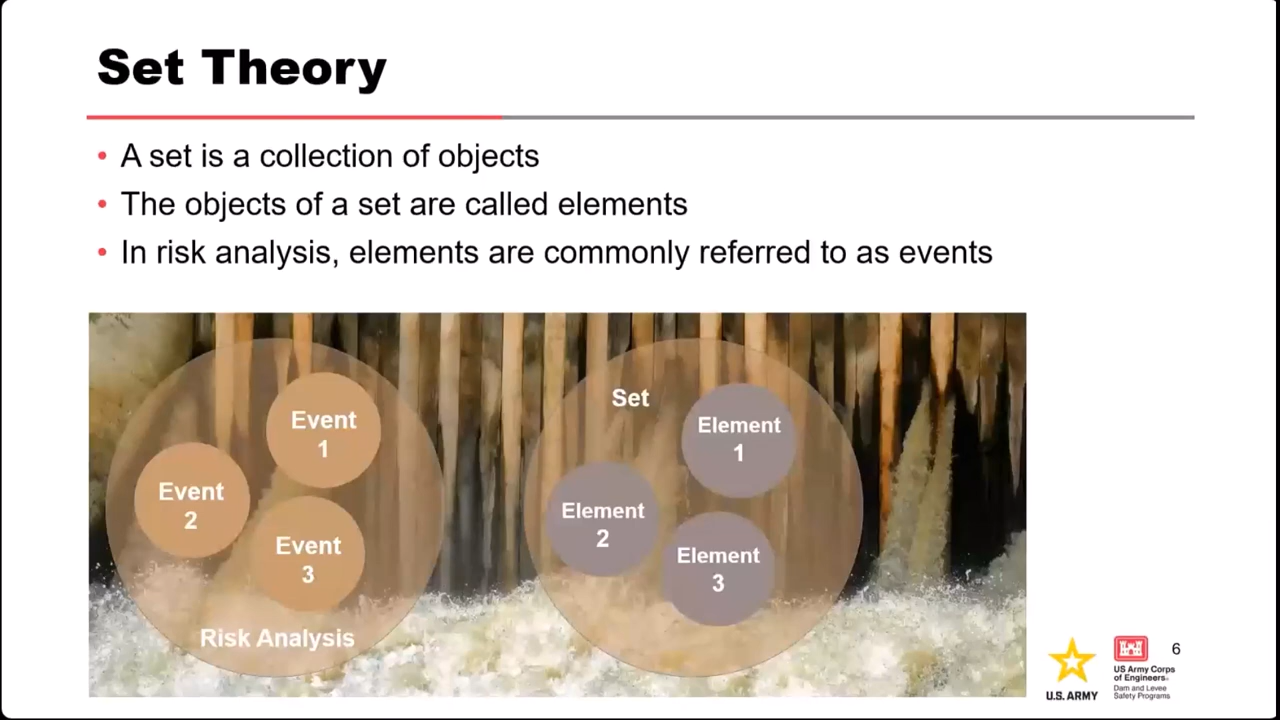 Set Theory
• A set is a collection of objects
• The objects of a set are called elements
• In risk analysis, elements are commonly referred to as events
Event
1
Event
2
Event
3
Risk Analysis
Set
Element
1
Element
2
Element
3
U.S. ARMY
US Army Corps
of Engineers®
Dam and Levee
Safety Programs
6